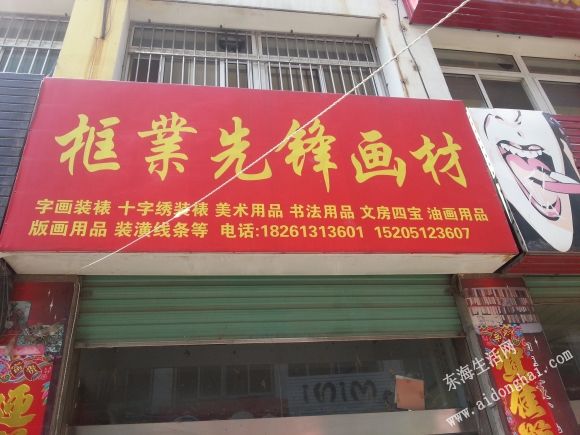 框業先锋画材
字画装裱 十字绣装裱 美术用品 书法用品 文房四宝 油画用品
版画用品 装潢线条等 电话:18261313601 15205123607
mini
东海生活网
www.aidonghai.com